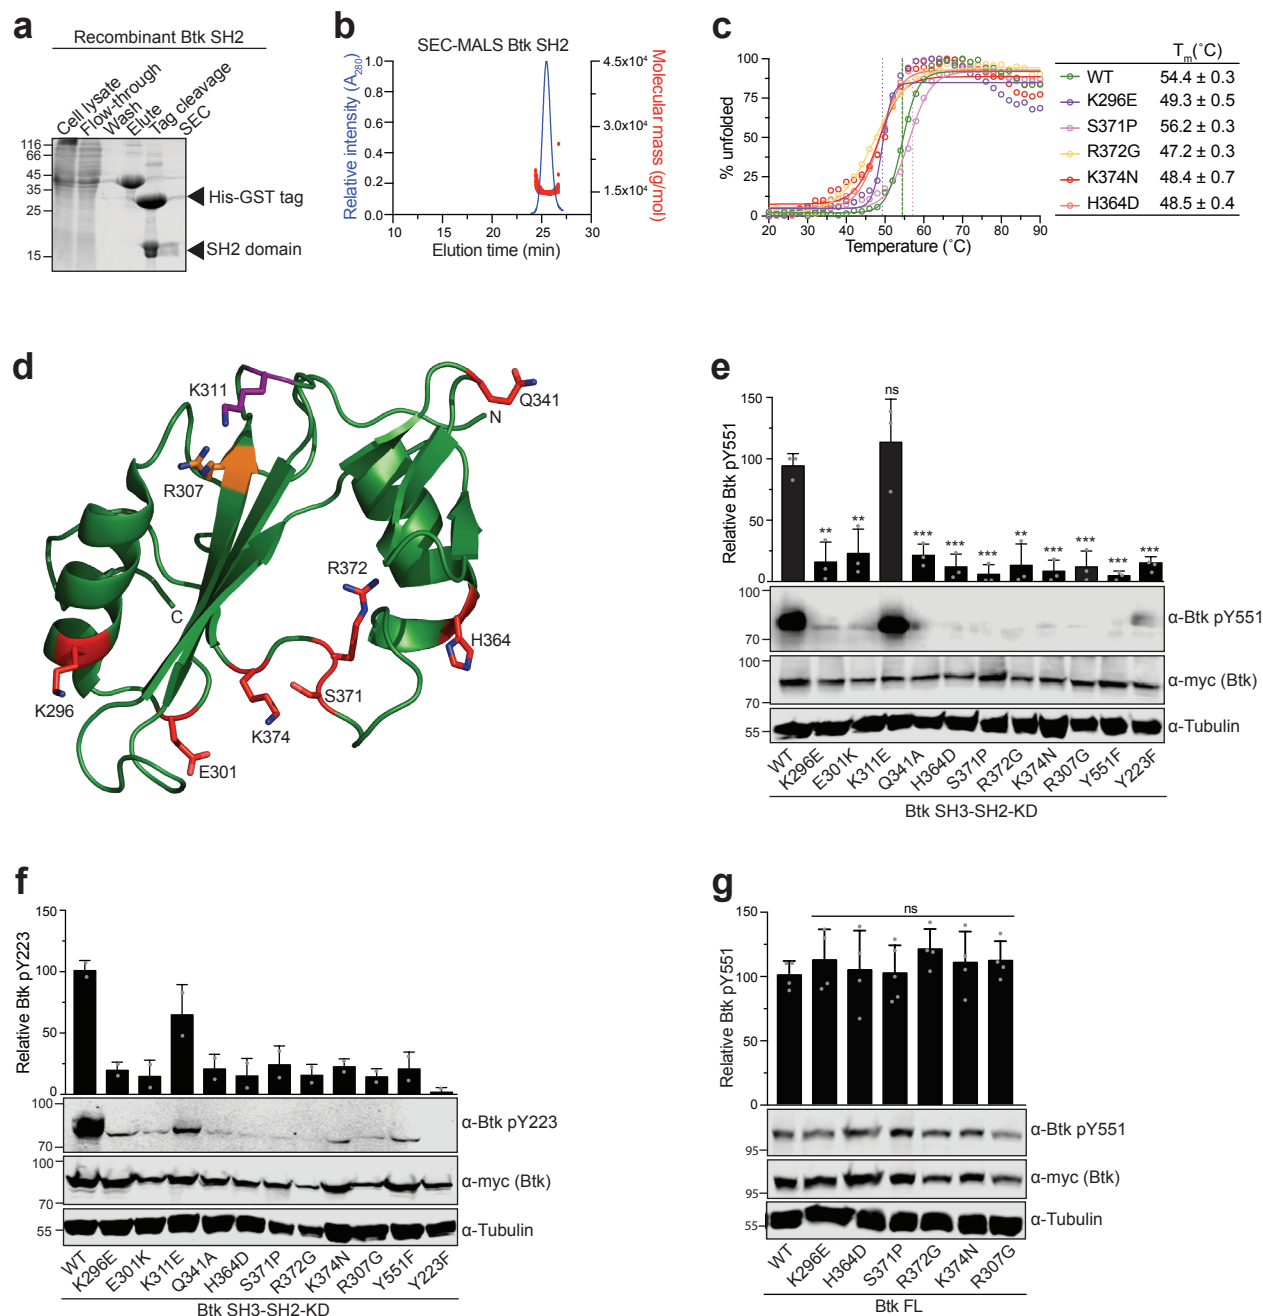 a
Recombinant Btk SH2
Cell lysate
Flow-through
Wash
Elute
Tag cleavage
SEC
116
66
45
35
25
15
His-GST tag
SH2 domain
b
SEC-MALS Btk SH2
Relative intensity (A280)
1.0
0.8
0.6
0.4
0.2
0.0
10 15 20 25 30
Elution time (min)
4.5x10⁴
3.0x10⁴
1.5x10⁴
Molecular mass (g/mol)
c
% unfolded
100
75
50
25
0
20 30 40 50 60 70 80 90
Temperature (˚C)
Tm(˚C)
WT 54.4 ± 0.3
K296E 49.3 ± 0.5
S371P 56.2 ± 0.3
R372G 47.2 ± 0.3
K374N 48.4 ± 0.7
H364D 48.5 ± 0.4
d
K311
Q341
N
R307
R372
C
H364
K296
S371
K374
E301
e
Relative Btk pY551
150
100
50
0
ns
** ** *** *** *** ** *** *** *** ***
100
70
α-Btk pY551
100
70
α-myc (Btk)
55
α-Tubulin
WT K296E E301K K311E Q341A H364D S371P R372G K374N R307G Y551F Y223F
Btk SH3-SH2-KD
f
Relative Btk pY223
150
100
50
0
100
70
α-Btk pY223
100
70
α-myc (Btk)
55
α-Tubulin
WT K296E E301K K311E Q341A H364D S371P R372G K374N R307G Y551F Y223F
Btk SH3-SH2-KD
g
Relative Btk pY551
150
100
50
0
ns
95
α-Btk pY551
95
α-myc (Btk)
55
α-Tubulin
WT K296E H364D S371P R372G K374N R307G
Btk FL